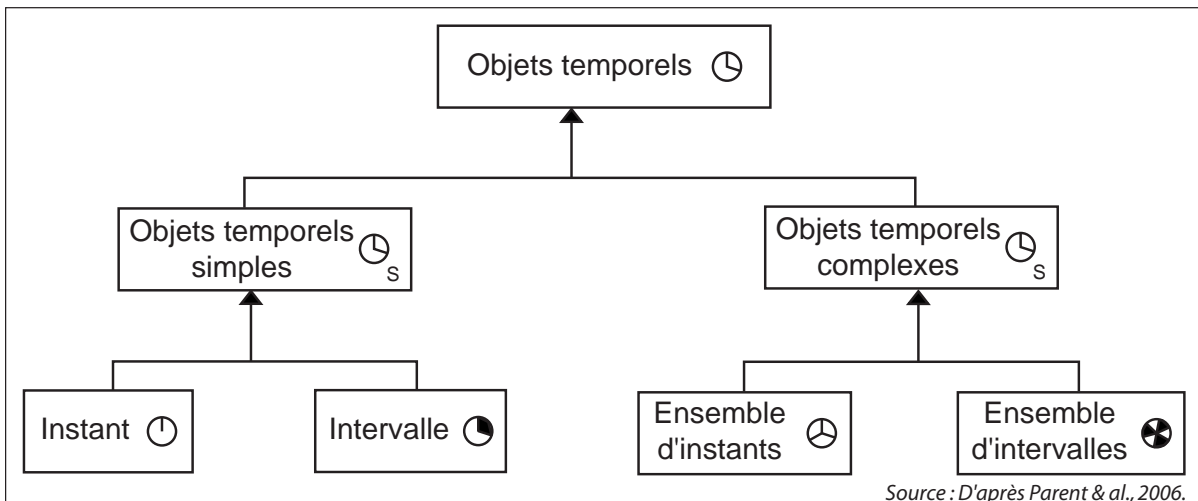 Objets temporels
Objets temporels
simples
S
Objets temporels
complexes
S
Instant
Intervalle
Ensemble
d'instants
Ensemble
d'intervalles
Source : D'après Parent & al., 2006.